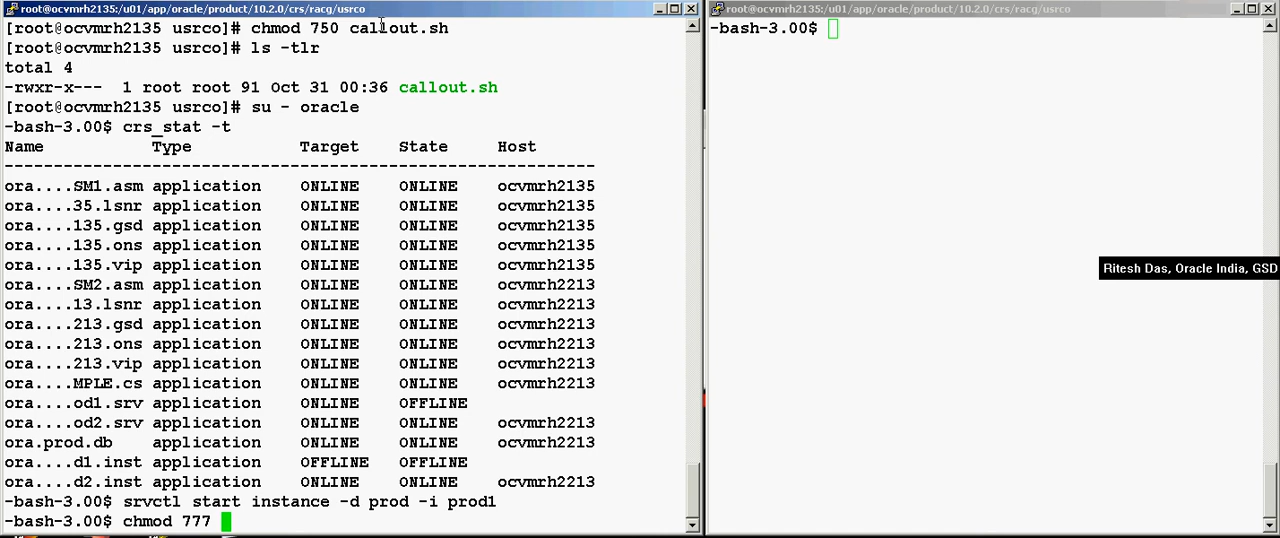 root@ocvmrh2135:/u01/app/oracle/product/10.2.0/crs/racg/usrco
[root@ocvmrh2135 usrco]# chmod 750 callout.sh
[root@ocvmrh2135 usrco]# ls -tlr
total 4
-rwxr-x---  1 root root 91 Oct 31 00:36 callout.sh
[root@ocvmrh2135 usrco]# su - oracle
-bash-3.00$ crs_stat -t
Name           Type           Target    State     Host
------------------------------------------------------------
ora....SM1.asm application    ONLINE    ONLINE    ocvmrh2135
ora....35.lsnr application    ONLINE    ONLINE    ocvmrh2135
ora....135.gsd application    ONLINE    ONLINE    ocvmrh2135
ora....135.ons application    ONLINE    ONLINE    ocvmrh2135
ora....135.vip application    ONLINE    ONLINE    ocvmrh2135
ora....SM2.asm application    ONLINE    ONLINE    ocvmrh2213
ora....13.lsnr application    ONLINE    ONLINE    ocvmrh2213
ora....213.gsd application    ONLINE    ONLINE    ocvmrh2213
ora....213.ons application    ONLINE    ONLINE    ocvmrh2213
ora....213.vip application    ONLINE    ONLINE    ocvmrh2213
ora....MPLE.cs application    ONLINE    ONLINE    ocvmrh2213
ora....od1.srv application    ONLINE    OFFLINE
ora....od2.srv application    ONLINE    ONLINE    ocvmrh2213
ora.prod.db    application    ONLINE    ONLINE    ocvmrh2213
ora....d1.inst application    OFFLINE   OFFLINE
ora....d2.inst application    ONLINE    ONLINE    ocvmrh2213
-bash-3.00$ srvctl start instance -d prod -i prod1
-bash-3.00$ chmod 777
root@ocvmrh2135:/u01/app/oracle/product/10.2.0/crs/racg/usrco
-bash-3.00$
Ritesh Das, Oracle India, GSD